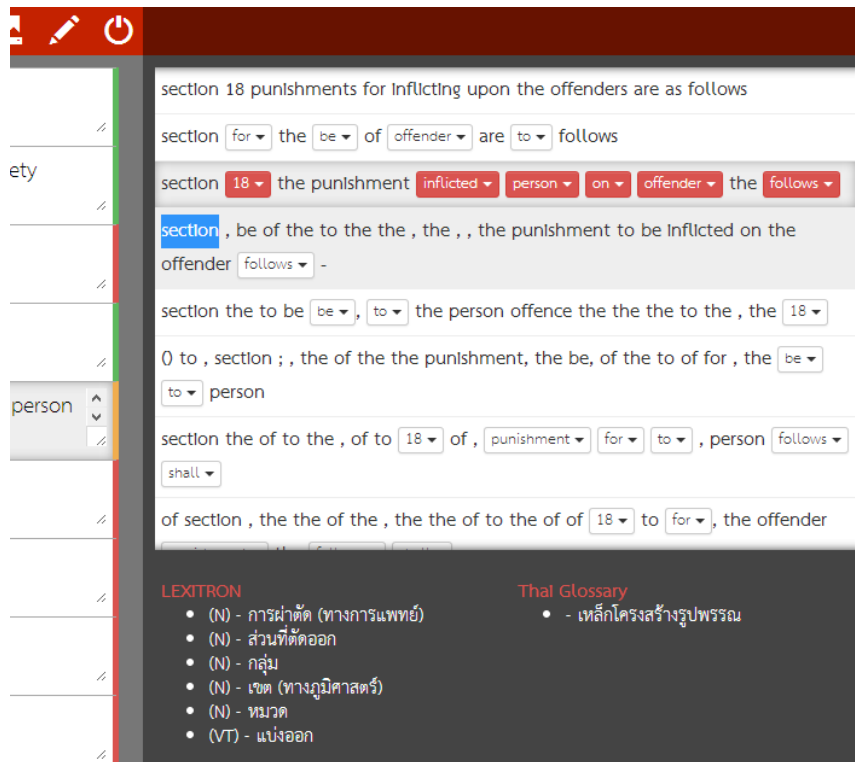 section 18 punishments for inflicting upon the offenders are as follows
section for the be of offender are to follows
ety
section 18 the punishment inflicted person on offender the follows
section , be of the to the the , the , , the punishment to be inflicted on the
offender follows -
section the to be be , to the person offence the the the to the , the 18
() to , section ; , the of the the punishment, the be, of the to of for , the be
to person
person
section the of to the , of to 18 of , punishment for to , person follows
shall
of section , the the of the , the the of to the of of 18 to for , the offender
LEXITRON
(N) - การผ่าตัด (ทางการแพทย์)
(N) - ส่วนที่ตัดออก
(N) - กลุ่ม
(N) - เขต (ทางภูมิศาสตร์)
(N) - หมวด
(VT) - แบ่งออก
Thai Glossary
- เหล็กโครงสร้างรูปพรรณ